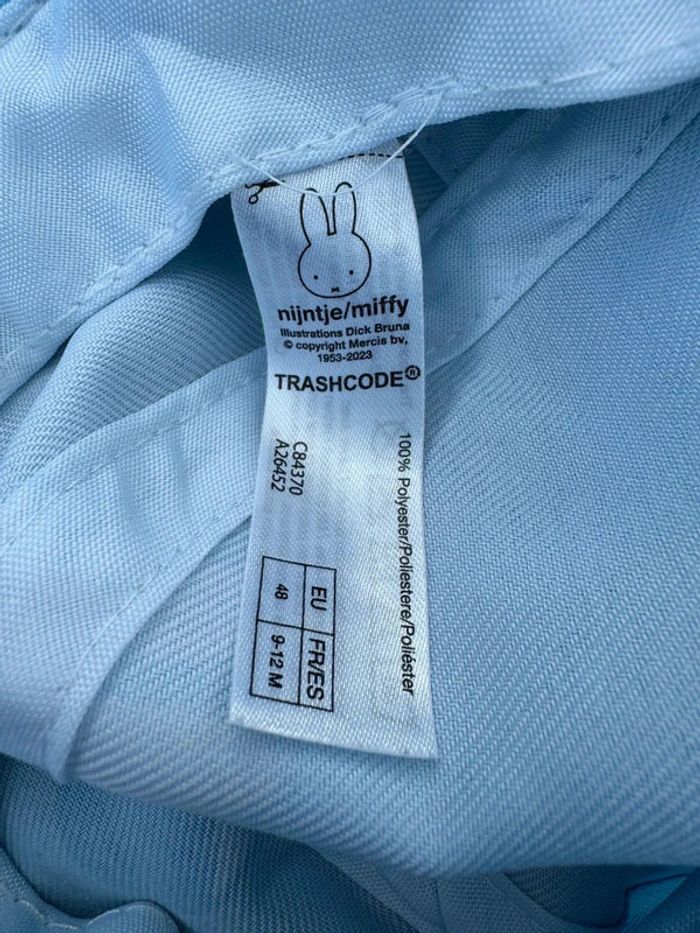 nijntje/miffy
Illustrations Dick Bruna
© copyright Mercis bv,
1953-2023
TRASHCODE®
100% Polyester/Poliestere/Poliéster
C84370
A26452
EU FR/ES
48 9-12 M